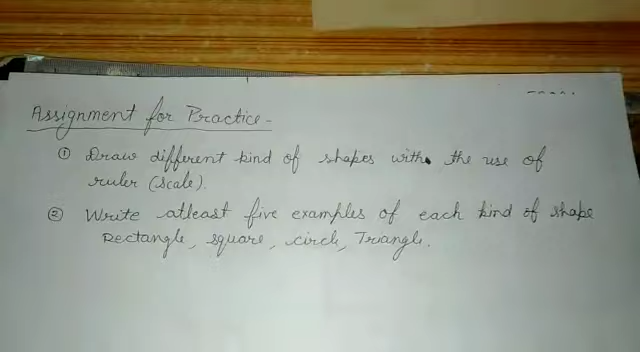 Assignment for Practice -
① Draw different kind of shapes with the use of
ruler (scale).
② Write atleast five examples of each kind of shape
Rectangle, square, circle, Triangle.